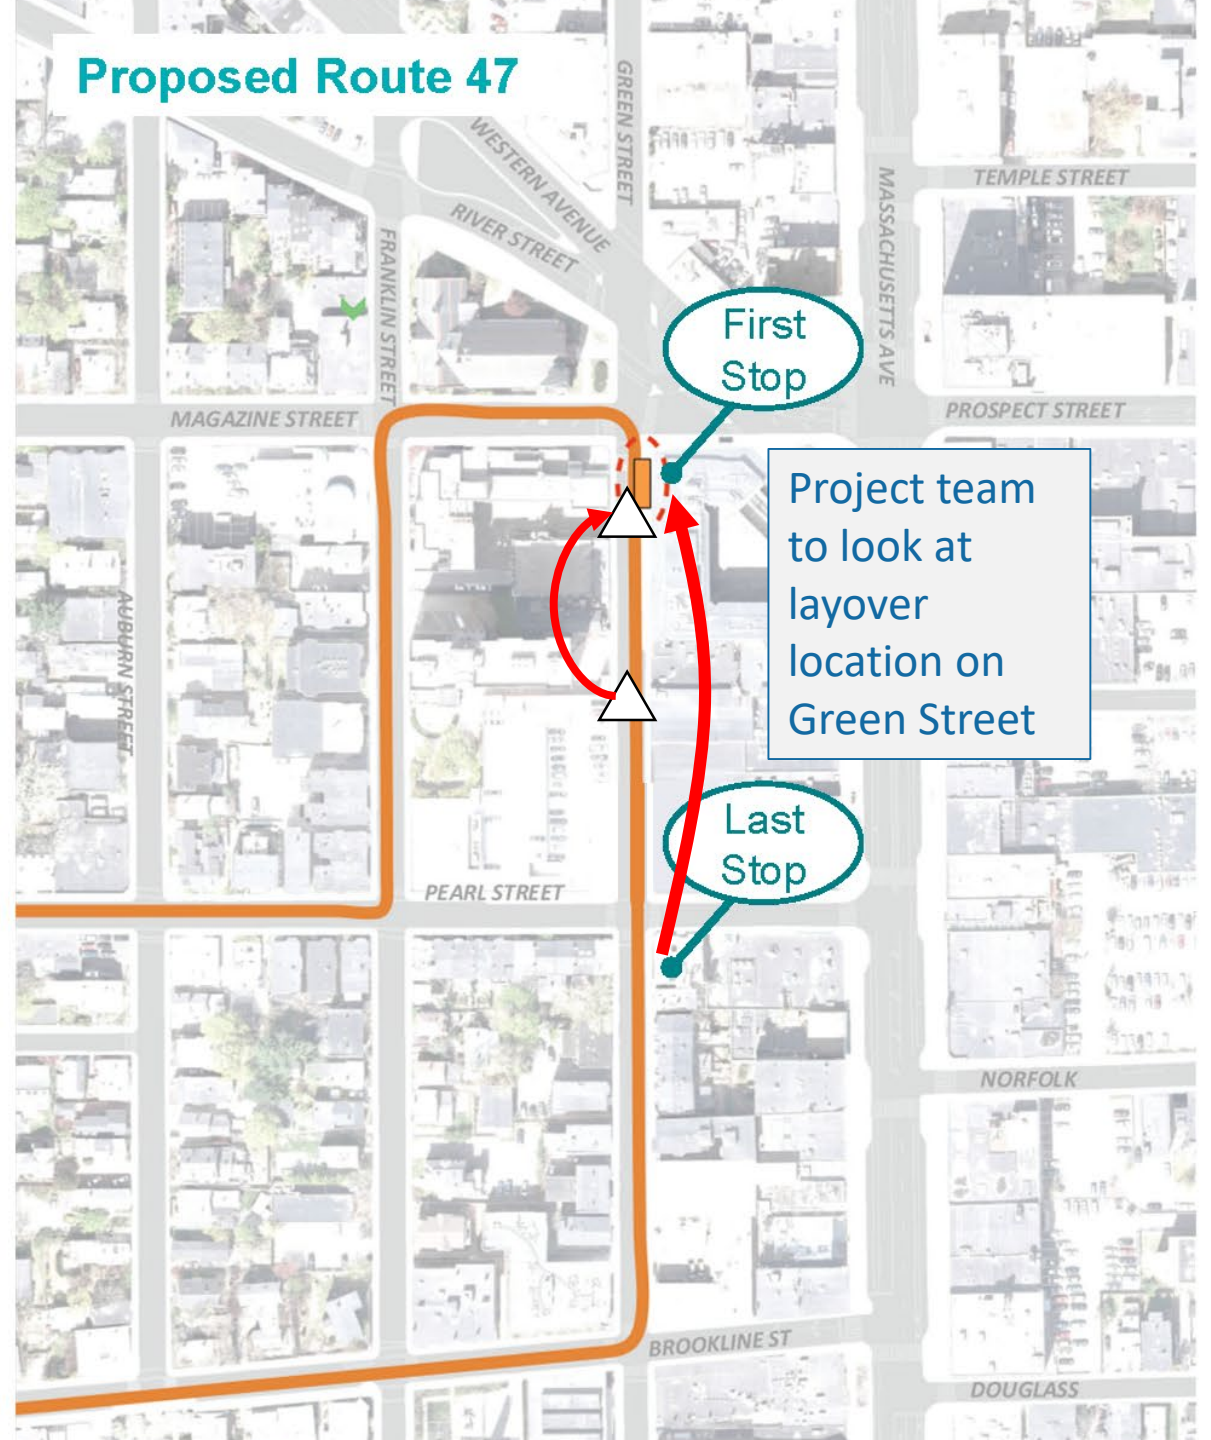 Proposed Route 47
GREEN STREET
WESTERN AVENUE
RIVER STREET
FRANKLIN STREET
MASSACHUSETTS AVE
TEMPLE STREET
First
Stop
MAGAZINE STREET
PROSPECT STREET
Project team
to look at
layover
location on
Green Street
AUBURN STREET
Last
Stop
PEARL STREET
NORFOLK
BROOKLINE ST
DOUGLASS